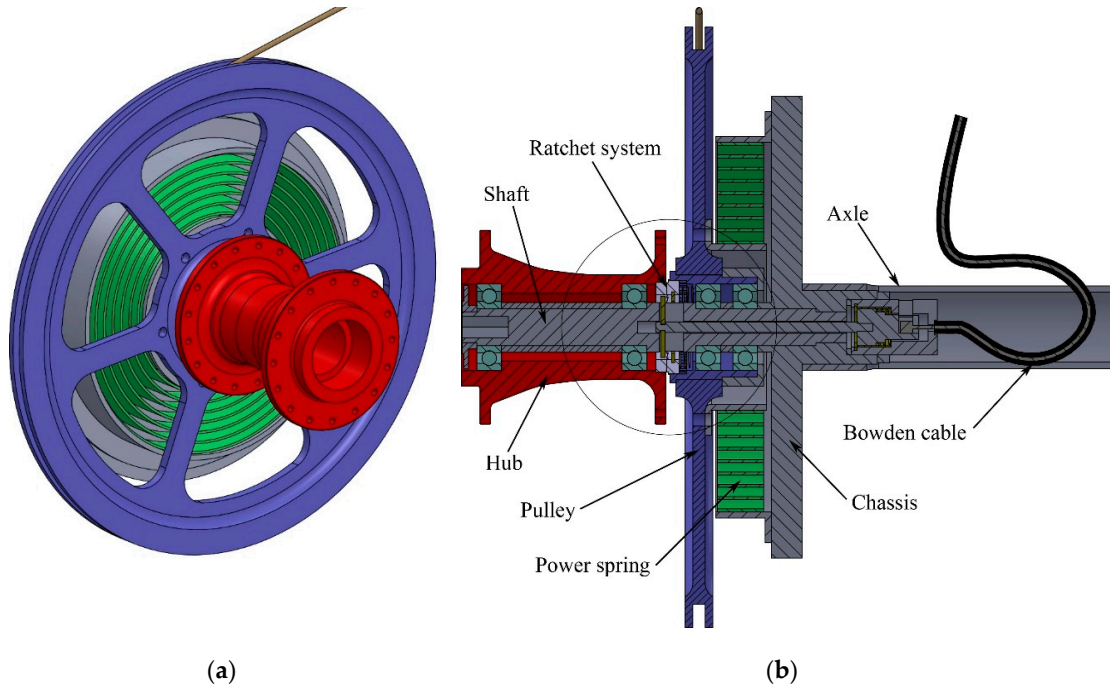 Ratchet system
Shaft
Axle
Hub
Bowden cable
Pulley
Chassis
Power spring
(a)
(b)